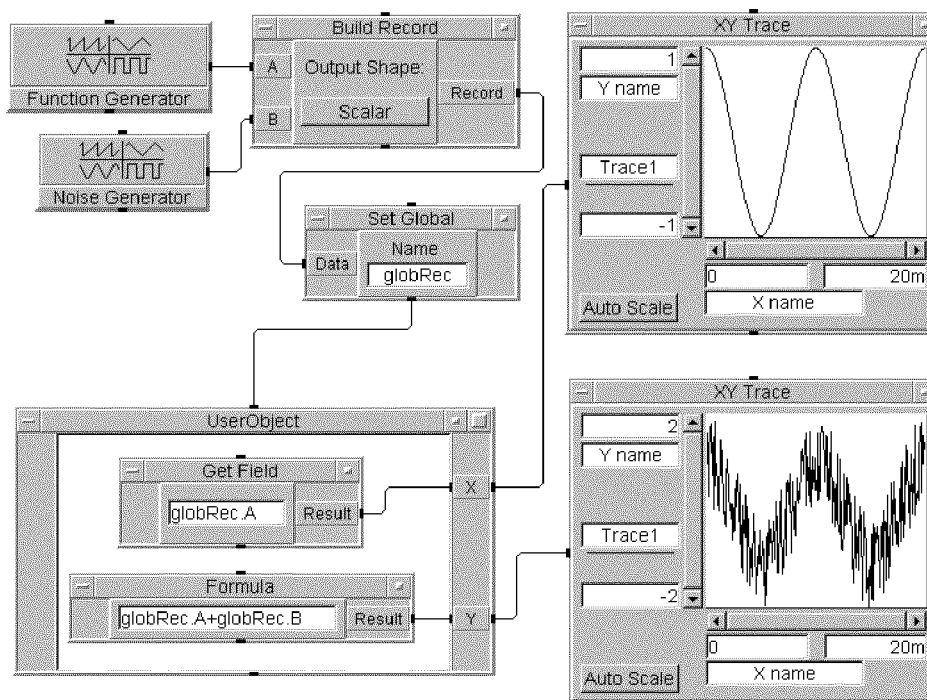 Function Generator
Noise Generator
Build Record
A
Output Shape:
Record
Scalar
B
Set Global
Name
Data
globRec
XY Trace
1
Y name
Trace1
-1
0
20m
Auto Scale
X name
UserObject
Get Field
globRec.A
Result
X
Formula
globRec.A+globRec.B
Result
Y
XY Trace
2
Y name
Trace1
-2
0
20m
Auto Scale
X name